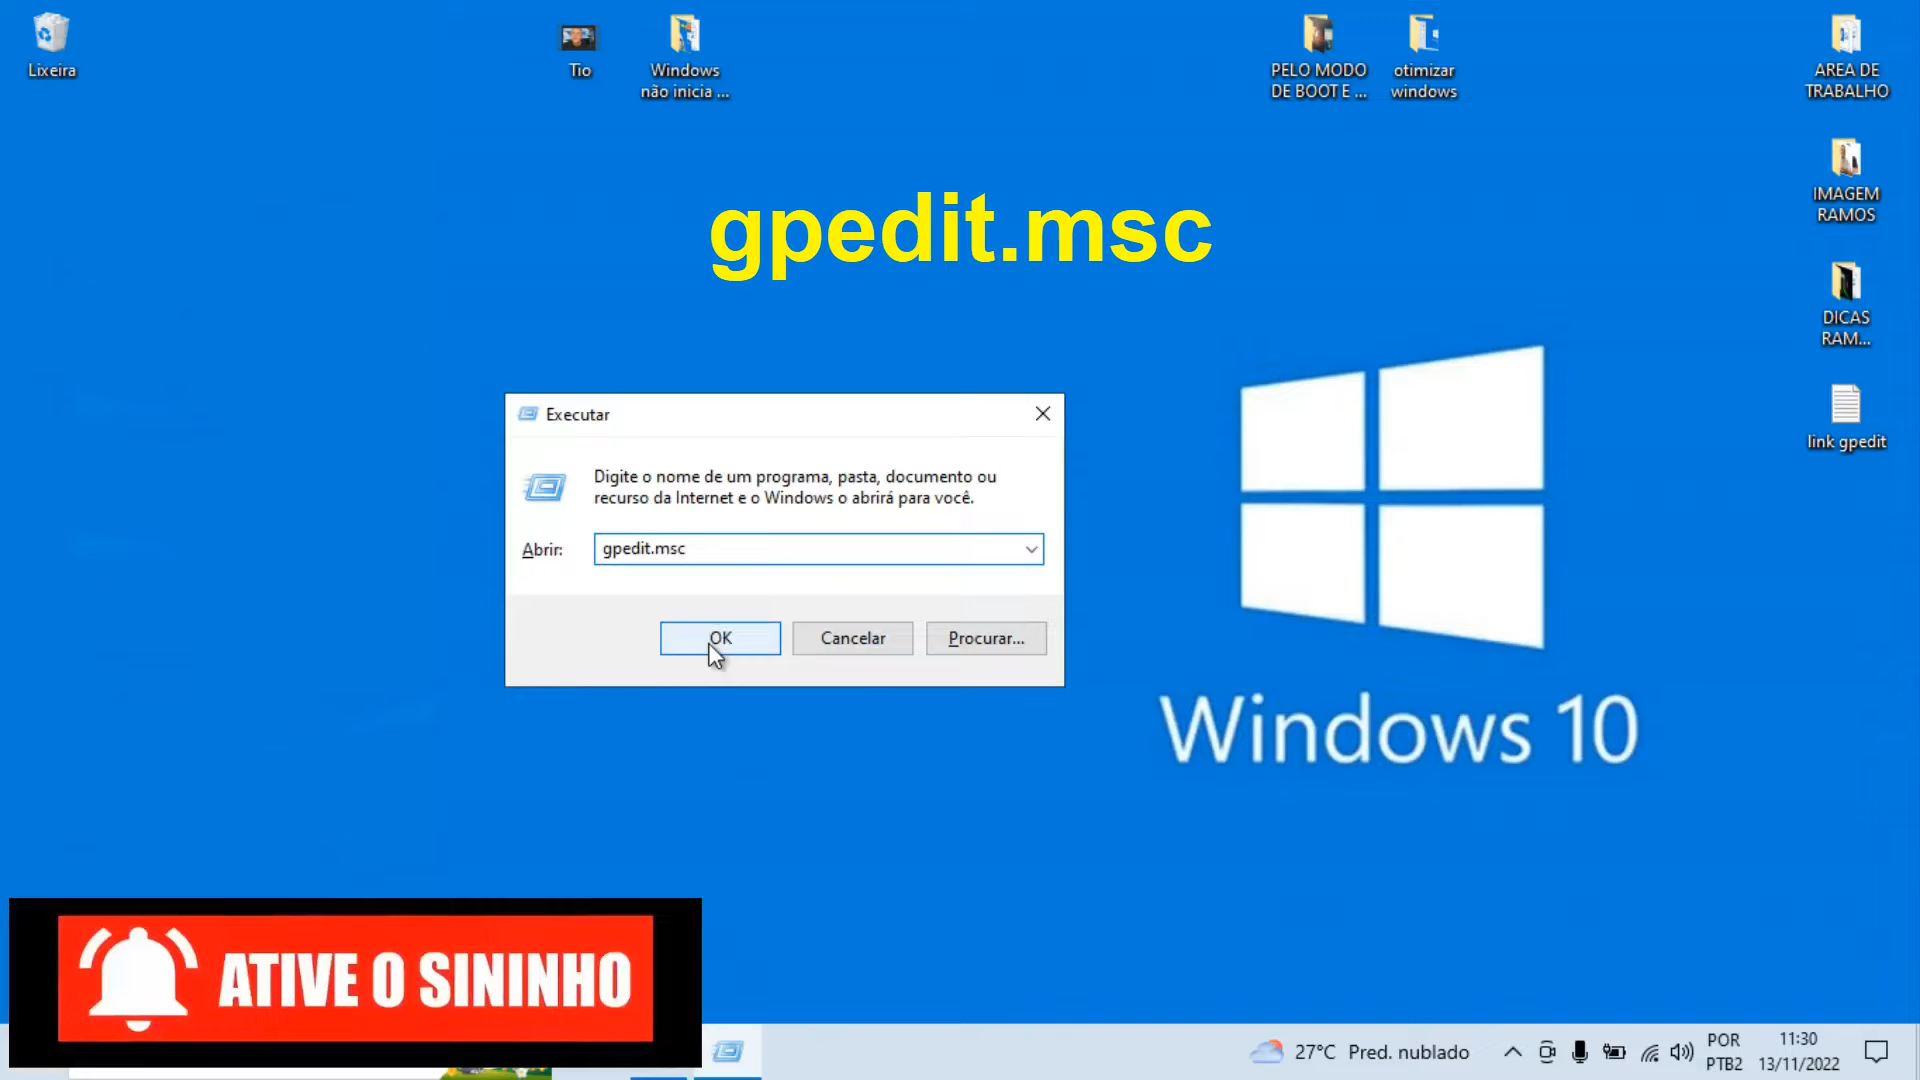 Lixeira
Tio
Windows
não inicia ...
PELO MODO
DE BOOT E ...
otimizar
windows
AREA DE
TRABALHO
IMAGEM
RAMOS
DICAS
RAM...
link gpedit
gpedit.msc
Executar
Digite o nome de um programa, pasta, documento ou
recurso da Internet e o Windows o abrirá para você.
Abrir:
gpedit.msc
OK
Cancelar
Procurar...
Windows 10
ATIVE O SININHO
27°C Pred. nublado
POR
PTB2
11:30
13/11/2022